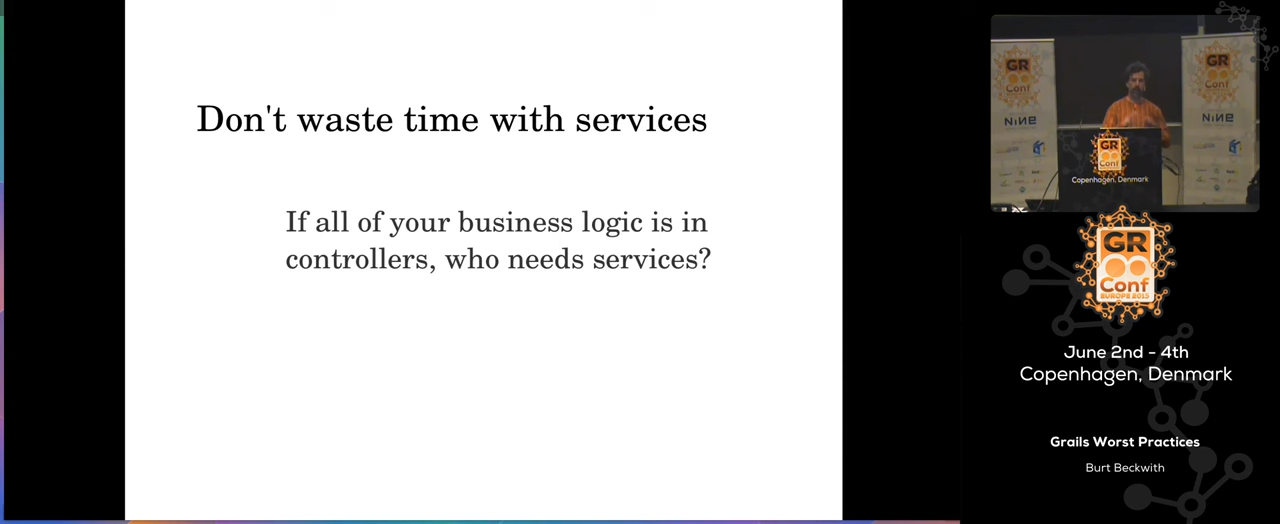 Don't waste time with services
If all of your business logic is in
controllers, who needs services?
GR
Conf
NINE
GR
Conf
Copenhagen, Denmark
GR
Conf
NINE
GR
Conf
EUROPE 2015
June 2nd - 4th
Copenhagen, Denmark
Grails Worst Practices
Burt Beckwith